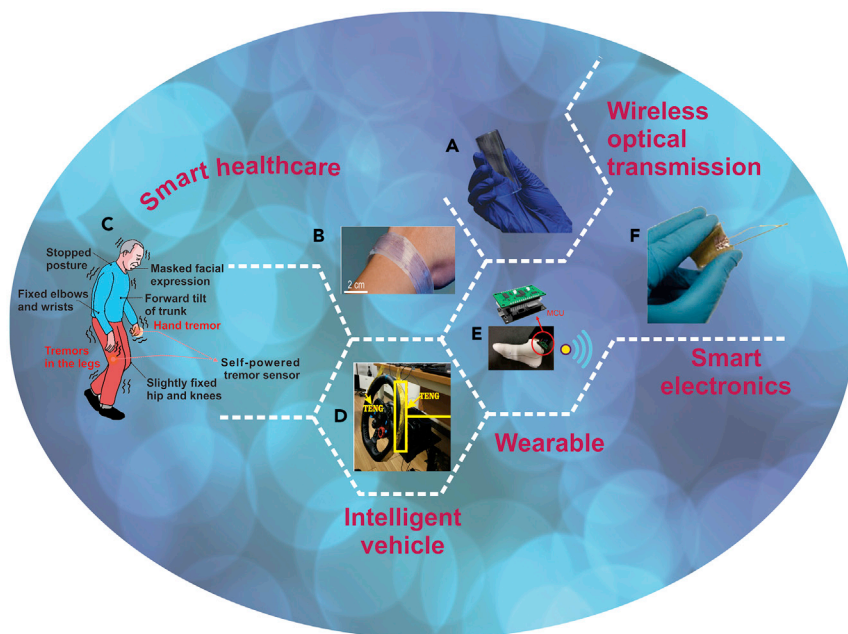 Wireless
optical
transmission
Smart healthcare
A
C
B
F
Stopped
posture
Masked facial
expression
2 cm
Fixed elbows
and wrists
Forward tilt
of trunk
Hand tremor
MCU
E
Tremors
in the legs
Self-powered
tremor sensor
Smart
electronics
Slightly fixed
hip and knees
D
TENG
TENG
Wearable
Intelligent
vehicle